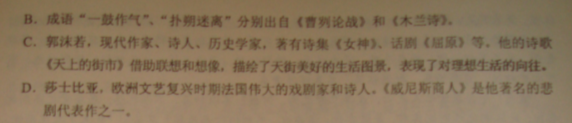 B. 成语“一鼓作气”、“扑朔迷离”分别出自《曹刿论战》和《木兰诗》。
C. 郭沫若，现代作家、诗人、历史学家，著有诗集《女神》、话剧《屈原》等。他的诗歌
《天上的街市》借助联想和想像，描绘了天街美好的生活图景，表现了对理想生活的向往。
D. 莎士比亚，欧洲文艺复兴时期法国伟大的戏剧家和诗人。《威尼斯商人》是他著名的悲
剧代表作之一。